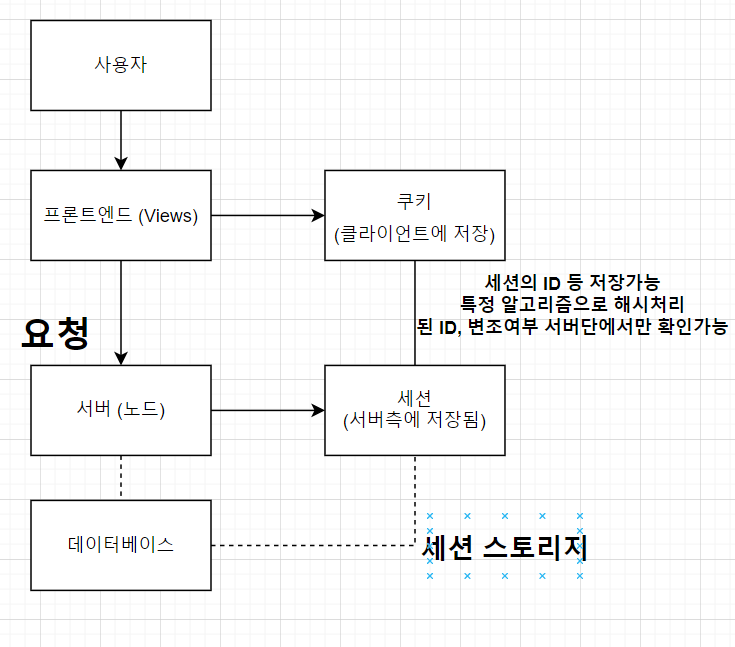 사용자
프론트엔드 (Views)
쿠키
(클라이언트에 저장)
세션의 ID 등 저장가능
특정 알고리즘으로 해시처리
된 ID, 변조여부 서버단에서만 확인가능
요청
서버 (노드)
세션
(서버측에 저장됨)
데이터베이스
세션 스토리지